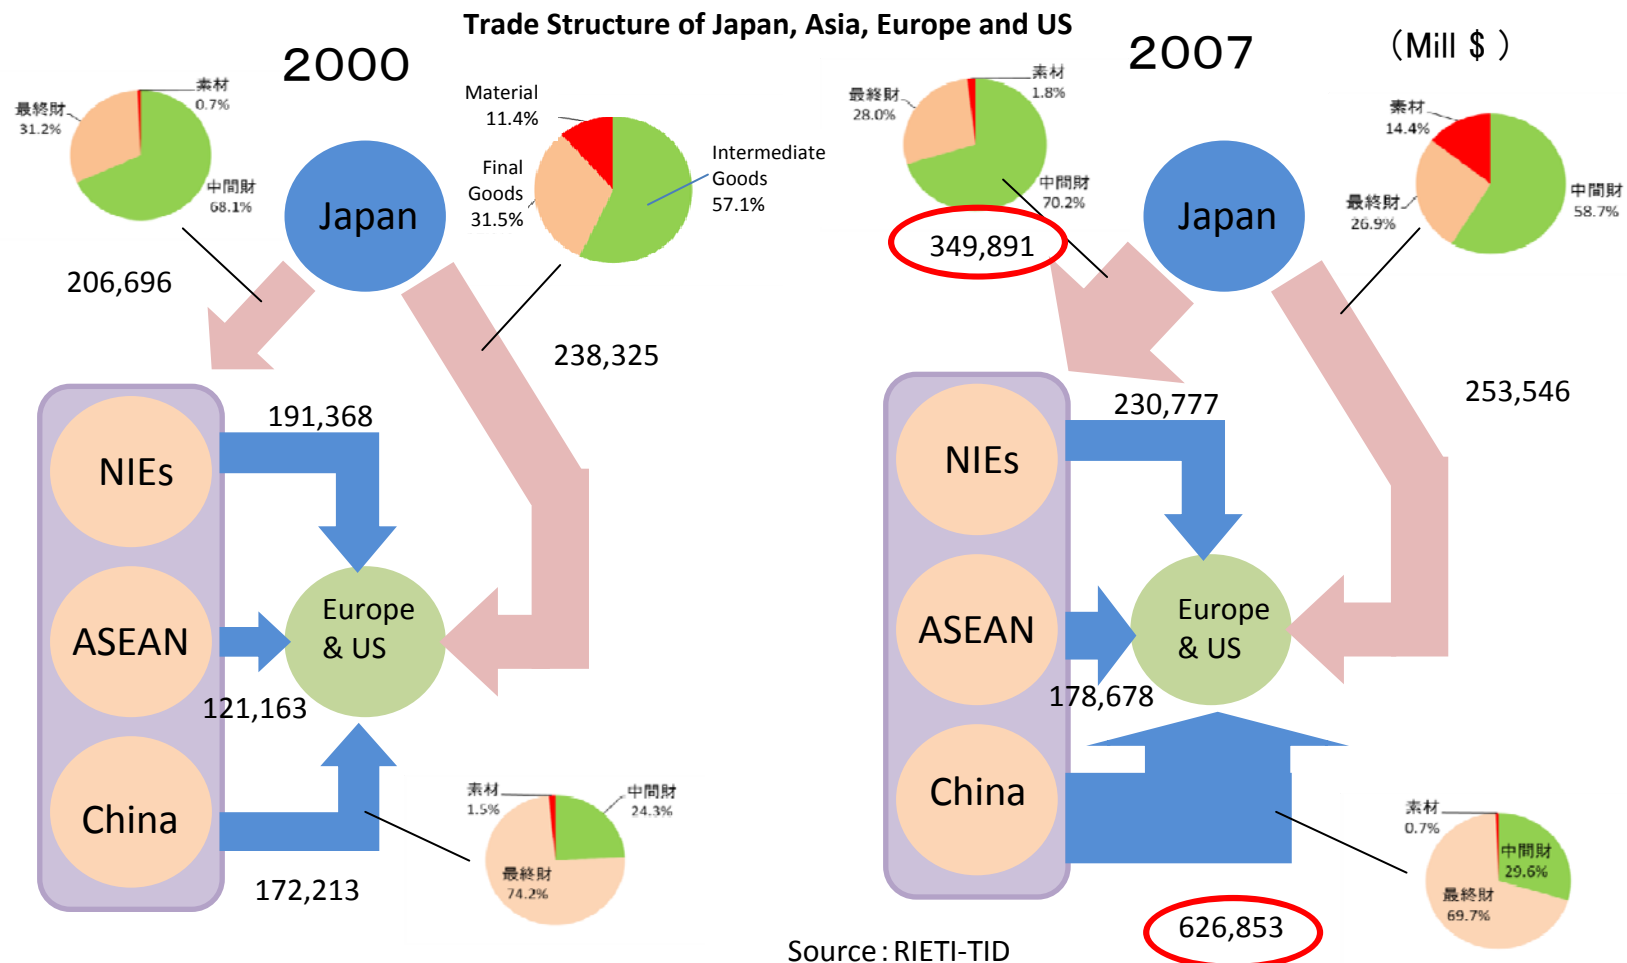 Trade Structure of Japan, Asia, Europe and US
2000
2007
(Mill $ )
素材
0.7%
最終財
31.2%
中間財
68.1%
Material
11.4%
Final
Goods
31.5%
Intermediate
Goods
57.1%
Japan
206,696
238,325
191,368
NIEs
ASEAN
China
Europe
& US
121,163
172,213
素材
1.5%
中間財
24.3%
最終財
74.2%
素材
1.8%
最終財
28.0%
中間財
70.2%
349,891
Japan
素材
14.4%
最終財
26.9%
中間財
58.7%
253,546
230,777
NIEs
ASEAN
China
Europe
& US
178,678
626,853
素材
0.7%
中間財
29.6%
最終財
69.7%
Source : RIETI-TID